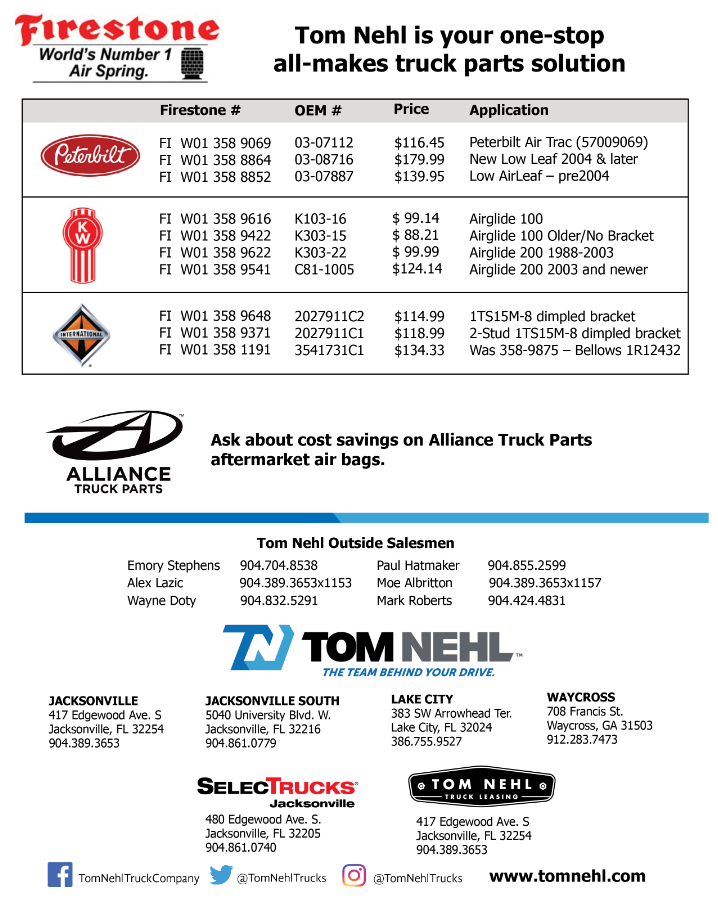 Firestone
World's Number 1
Air Spring.
Tom Nehl is your one-stop
all-makes truck parts solution
Firestone # OEM # Price Application
Peterbilt
FI W01 358 9069 03-07112 $116.45 Peterbilt Air Trac (57009069)
FI W01 358 8864 03-08716 $179.99 New Low Leaf 2004 & later
FI W01 358 8852 03-07887 $139.95 Low AirLeaf – pre2004
KW
FI W01 358 9616 K103-16 $ 99.14 Airglide 100
FI W01 358 9422 K303-15 $ 88.21 Airglide 100 Older/No Bracket
FI W01 358 9622 K303-22 $ 99.99 Airglide 200 1988-2003
FI W01 358 9541 C81-1005 $124.14 Airglide 200 2003 and newer
INTERNATIONAL
FI W01 358 9648 2027911C2 $114.99 1TS15M-8 dimpled bracket
FI W01 358 9371 2027911C1 $118.99 2-Stud 1TS15M-8 dimpled bracket
FI W01 358 1191 3541731C1 $134.33 Was 358-9875 – Bellows 1R12432
ALLIANCE
TRUCK PARTS
Ask about cost savings on Alliance Truck Parts
aftermarket air bags.
Tom Nehl Outside Salesmen
Emory Stephens 904.704.8538 Paul Hatmaker 904.855.2599
Alex Lazic 904.389.3653x1153 Moe Albritton 904.389.3653x1157
Wayne Doty 904.832.5291 Mark Roberts 904.424.4831
TOM NEHL™
THE TEAM BEHIND YOUR DRIVE.
JACKSONVILLE
417 Edgewood Ave. S
Jacksonville, FL 32254
904.389.3653
JACKSONVILLE SOUTH
5040 University Blvd. W.
Jacksonville, FL 32216
904.861.0779
LAKE CITY
383 SW Arrowhead Ter.
Lake City, FL 32024
386.755.9527
WAYCROSS
708 Francis St.
Waycross, GA 31503
912.283.7473
SELECTRUCKS®
Jacksonville
480 Edgewood Ave. S.
Jacksonville, FL 32205
904.861.0740
TOM NEHL
TRUCK LEASING
417 Edgewood Ave. S
Jacksonville, FL 32254
904.389.3653
TomNehlTruckCompany @TomNehlTrucks @TomNehlTrucks www.tomnehl.com